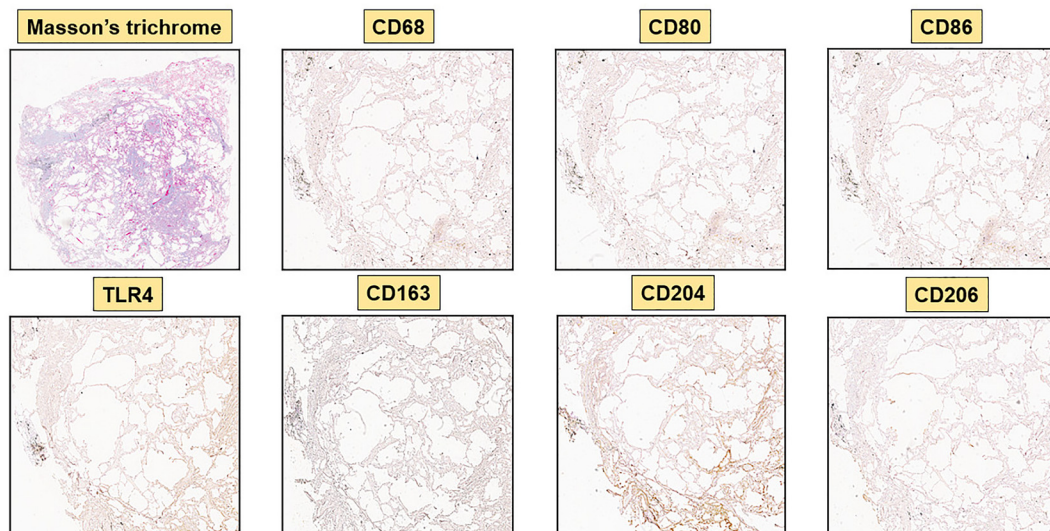 Masson's trichrome
CD68
CD80
CD86
TLR4
CD163
CD204
CD206